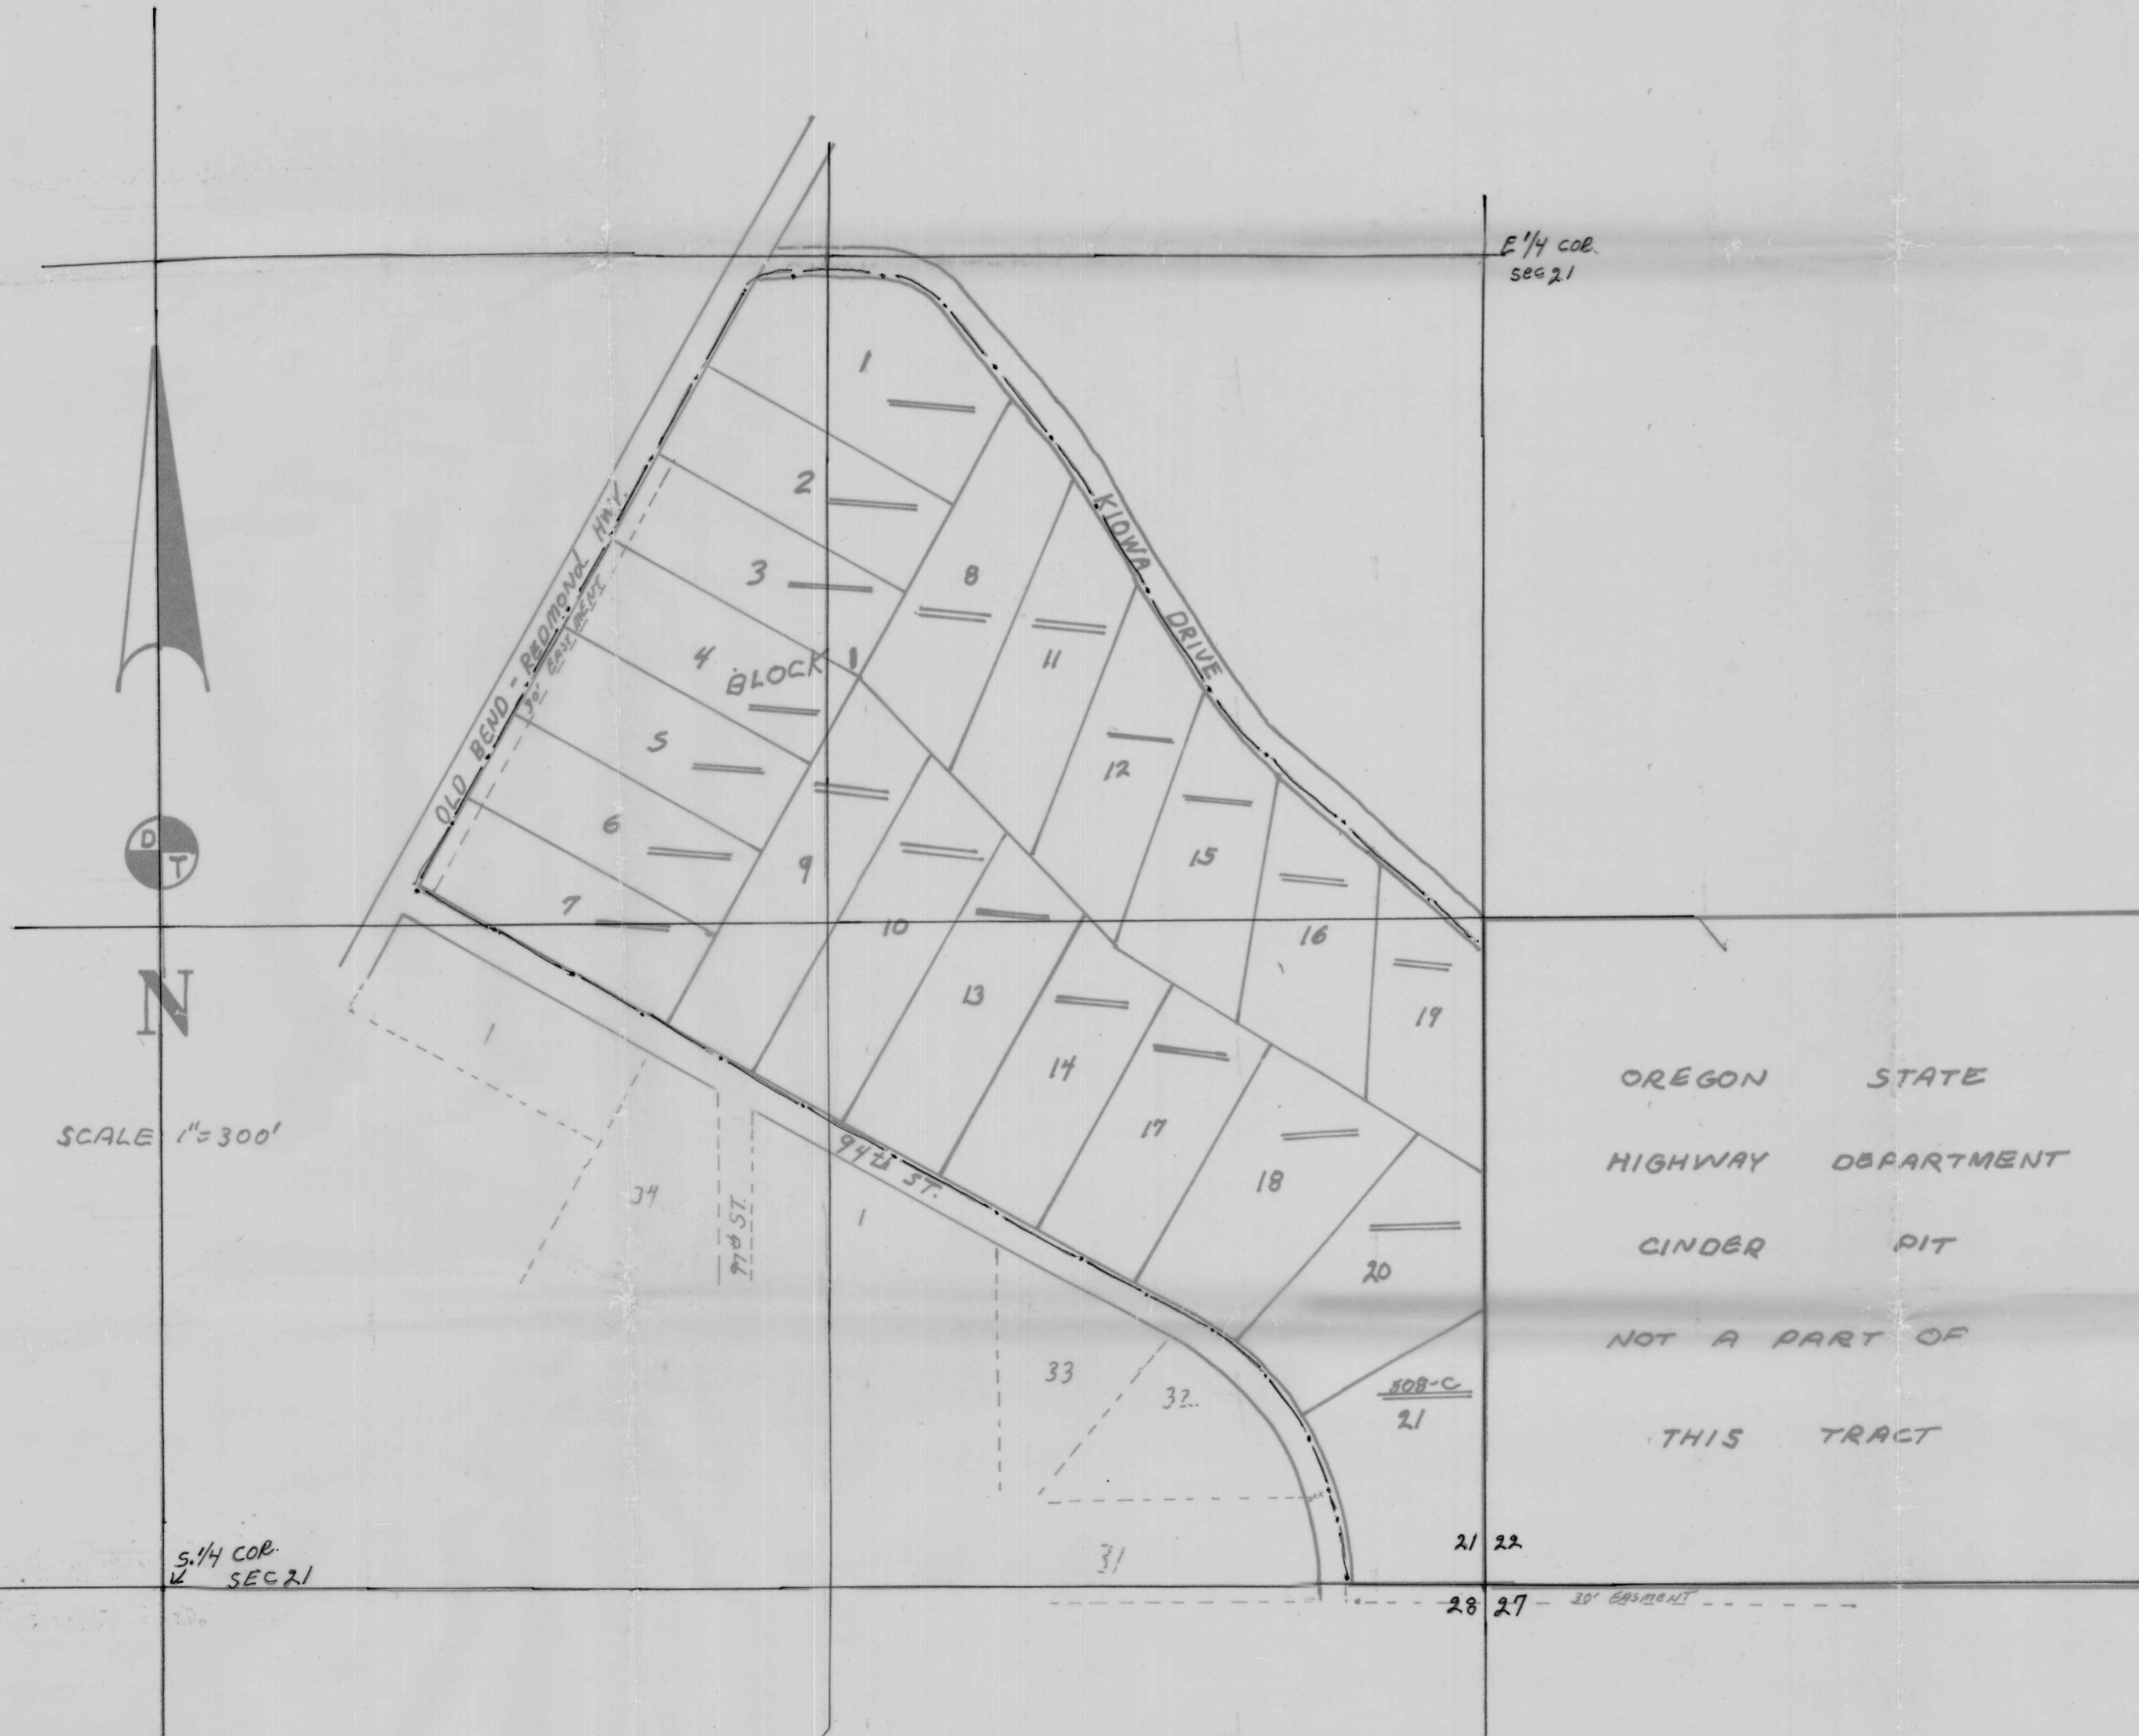 E 1/4 COR.
SEC 21
1
2
KIOWA DRIVE
OLD BEND - REDMOND HWY.
30' EASMENT
3
8
4
BLOCK 1
11
5
12
6
9
15
D T
7
10
16
N
13
19
1
14
OREGON STATE
17
SCALE 1"=300'
94th ST.
HIGHWAY DEPARTMENT
34
18
97th ST.
1
CINDER PIT
20
NOT A PART OF
33
32
808-C
21
THIS TRACT
21 22
31
S. 1/4 COR.
SEC 21
28 27
30' EASMENT